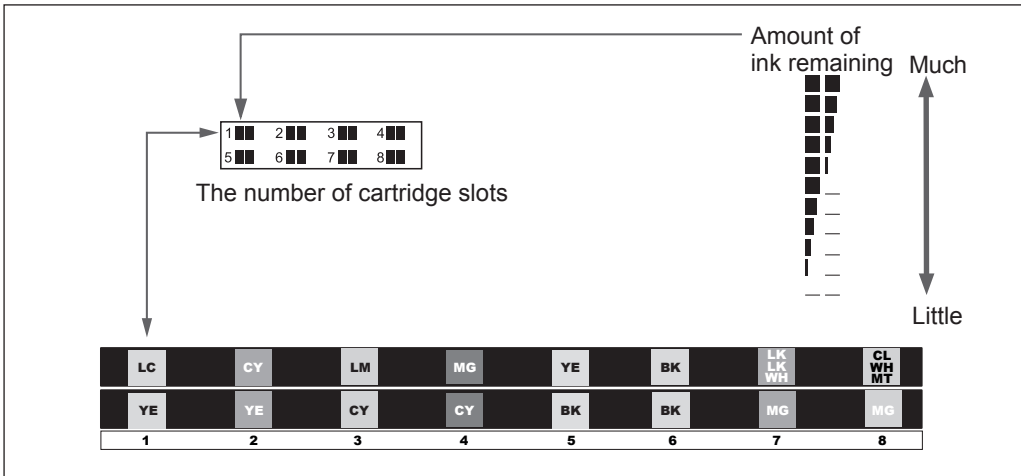 Amount of
ink remaining
Much
1 2 3 4
5 6 7 8
The number of cartridge slots
Little
LC CY LM MG YE BK LK CL
LK WH
WH MT
YE YE CY CY BK BK MG MG
1 2 3 4 5 6 7 8